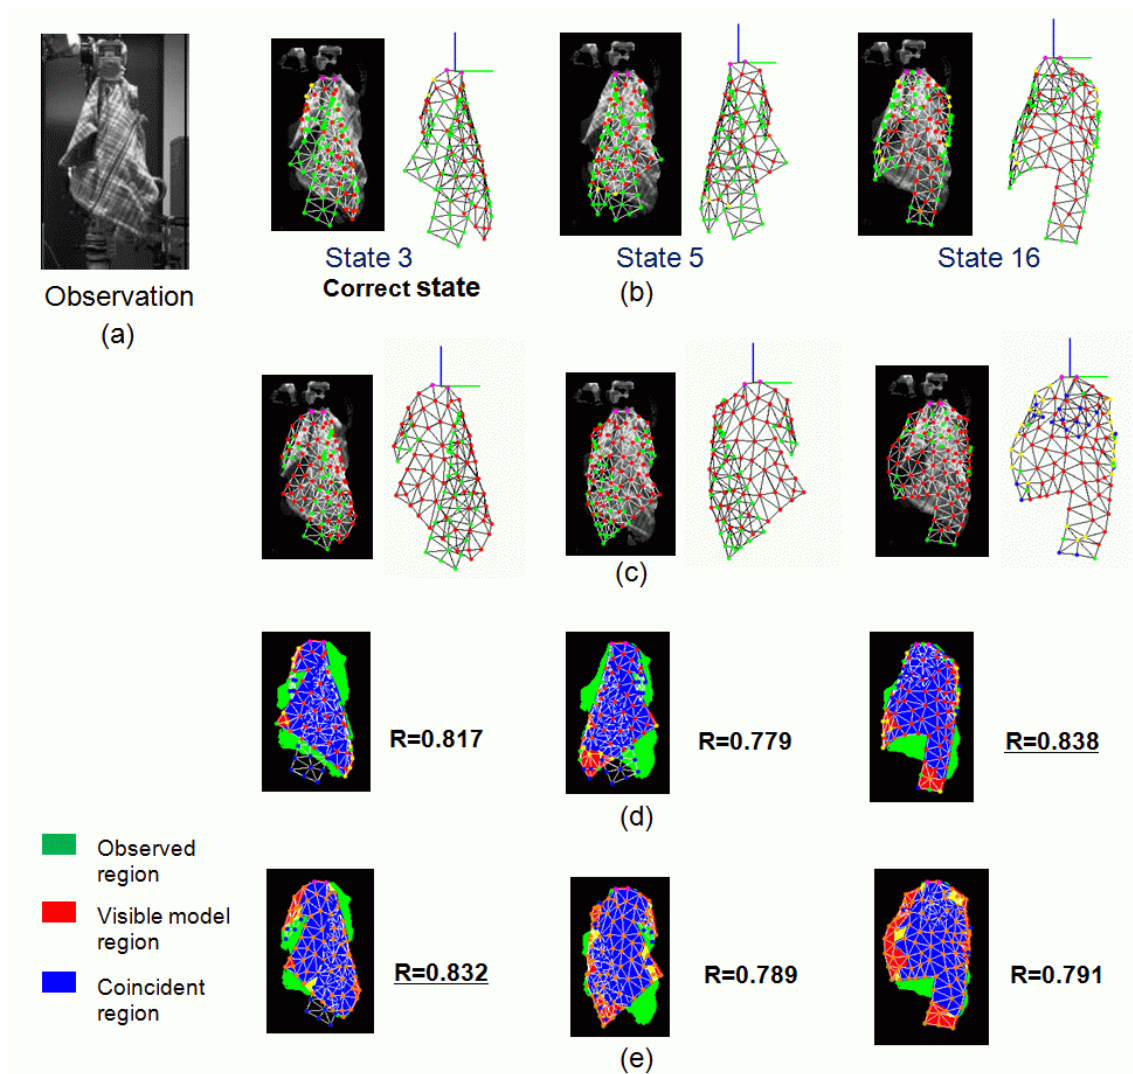 State 3
State 5
State 16
Correct state
(b)
Observation
(a)
(c)
R=0.817
R=0.779
R=0.838
(d)
Observed
region
Visible model
region
Coincident
region
R=0.832
R=0.789
R=0.791
(e)